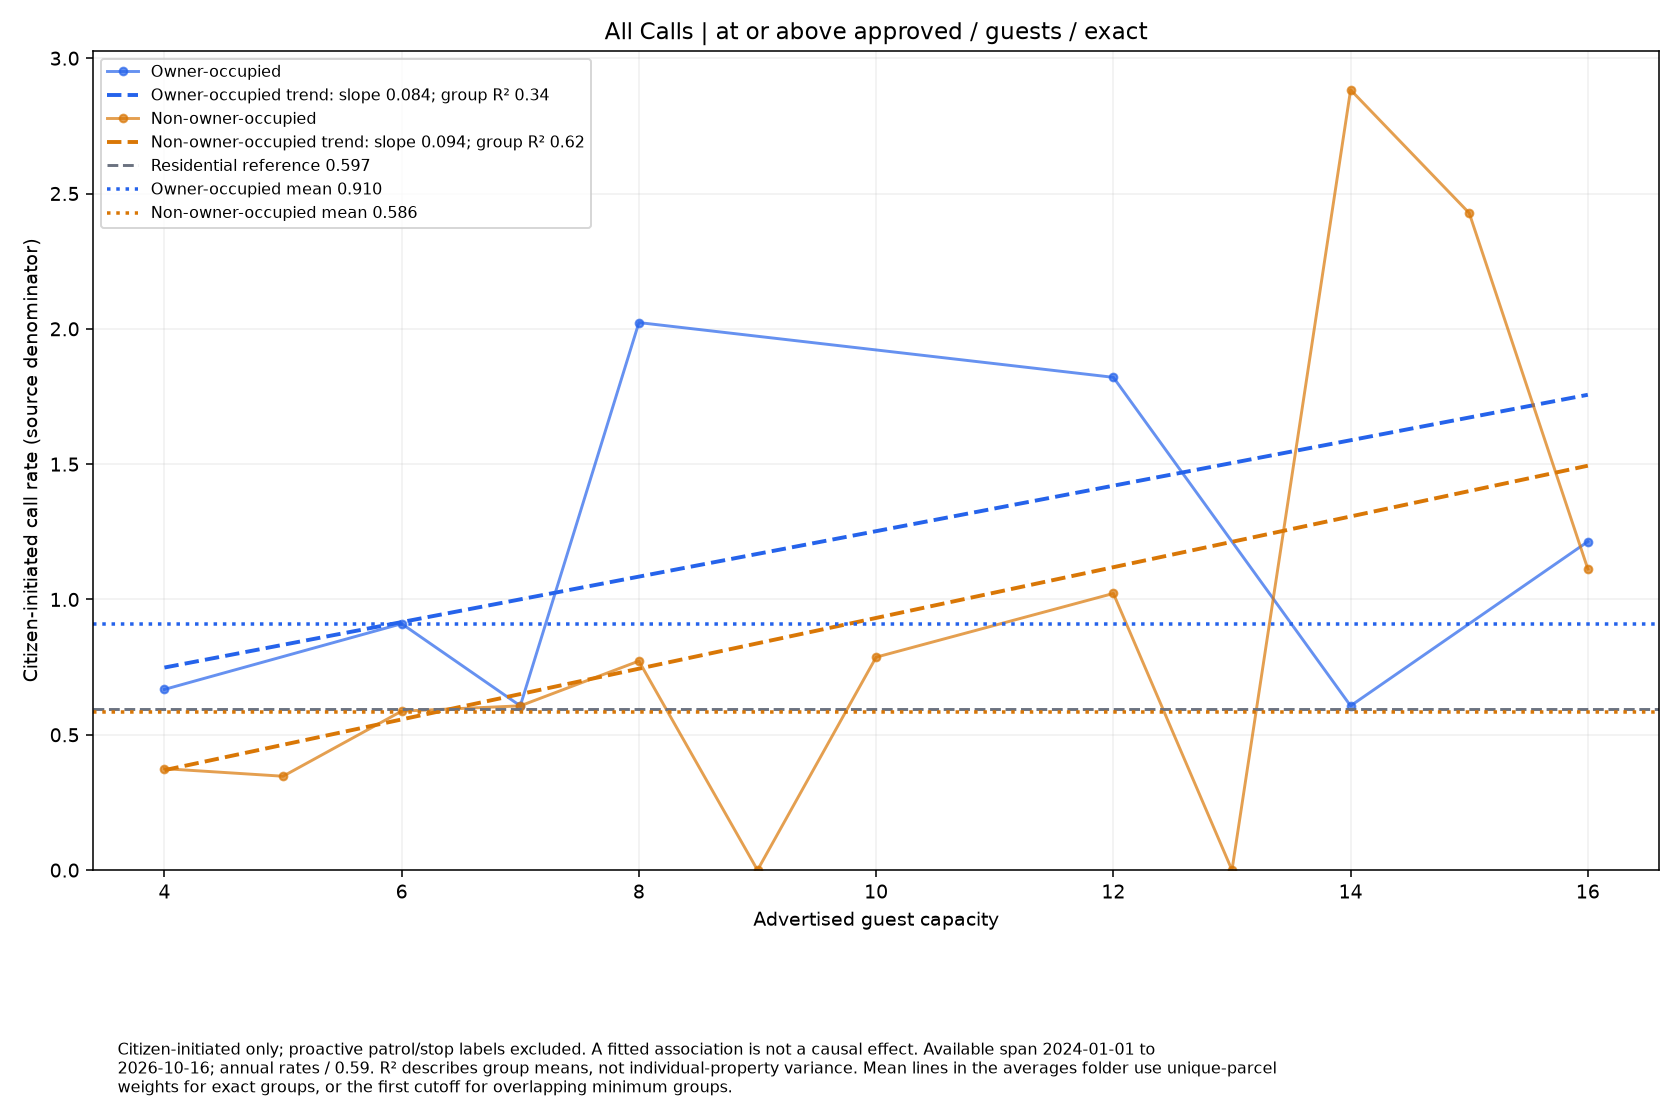 All Calls | at or above approved / guests / exact
3.0
2.5
2.0
1.5
1.0
0.5
0.0
Citizen-initiated call rate (source denominator)
Owner-occupied
Owner-occupied trend: slope 0.084; group R² 0.34
Non-owner-occupied
Non-owner-occupied trend: slope 0.094; group R² 0.62
Residential reference 0.597
Owner-occupied mean 0.910
Non-owner-occupied mean 0.586
4 6 8 10 12 14 16
Advertised guest capacity
Citizen-initiated only; proactive patrol/stop labels excluded. A fitted association is not a causal effect. Available span 2024-01-01 to
2026-10-16; annual rates / 0.59. R² describes group means, not individual-property variance. Mean lines in the averages folder use unique-parcel
weights for exact groups, or the first cutoff for overlapping minimum groups.